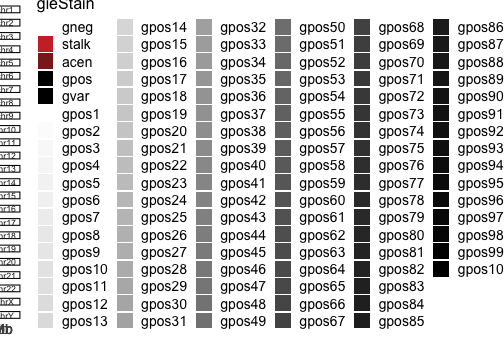 gieStain
gneg gpos14 gpos32 gpos50 gpos68 gpos86
stalk gpos15 gpos33 gpos51 gpos69 gpos87
acen gpos16 gpos34 gpos52 gpos70 gpos88
gpos gpos17 gpos35 gpos53 gpos71 gpos89
gvar gpos18 gpos36 gpos54 gpos72 gpos90
gpos1 gpos19 gpos37 gpos55 gpos73 gpos91
gpos2 gpos20 gpos38 gpos56 gpos74 gpos92
gpos3 gpos21 gpos39 gpos57 gpos75 gpos93
gpos4 gpos22 gpos40 gpos58 gpos76 gpos94
gpos5 gpos23 gpos41 gpos59 gpos77 gpos95
gpos6 gpos24 gpos42 gpos60 gpos78 gpos96
gpos7 gpos25 gpos43 gpos61 gpos79 gpos97
gpos8 gpos26 gpos44 gpos62 gpos80 gpos98
gpos9 gpos27 gpos45 gpos63 gpos81 gpos99
gpos10 gpos28 gpos46 gpos64 gpos82 gpos10
gpos11 gpos29 gpos47 gpos65 gpos83
gpos12 gpos30 gpos48 gpos66 gpos84
gpos13 gpos31 gpos49 gpos67 gpos85